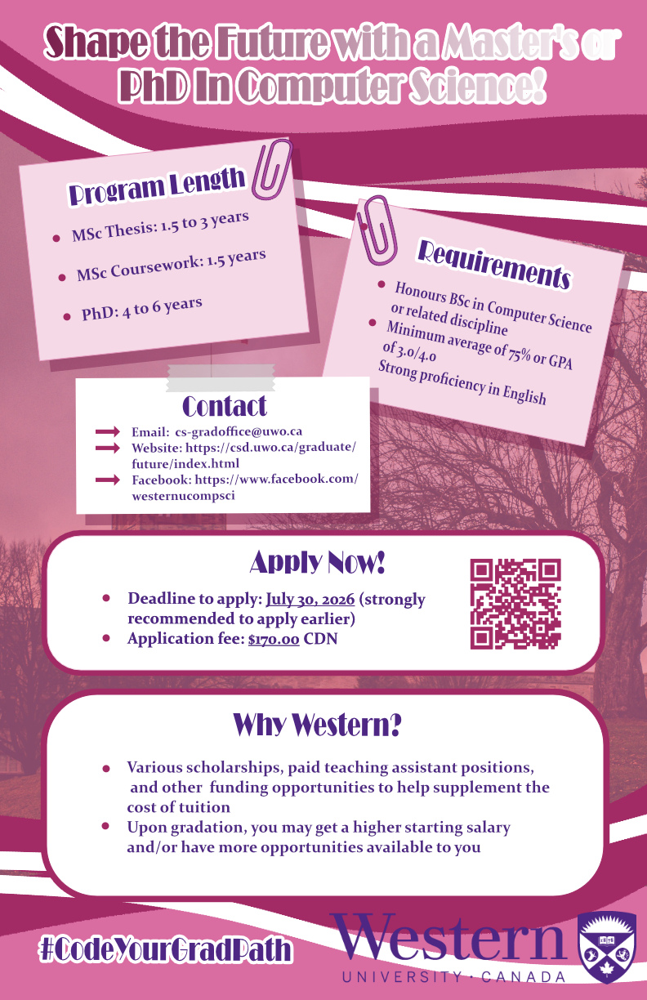 Shape the Future with a Master's or
PhD In Computer Science!
Program Length
MSc Thesis: 1.5 to 3 years
MSc Coursework: 1.5 years
PhD: 4 to 6 years
Requirements
Honours BSc in Computer Science
or related discipline
Minimum average of 75% or GPA
of 3.0/4.0
Strong proficiency in English
Contact
Email: cs-gradoffice@uwo.ca
Website: https://csd.uwo.ca/graduate/
future/index.html
Facebook: https://www.facebook.com/
westernucompsci
Apply Now!
Deadline to apply: July 30, 2026 (strongly
recommended to apply earlier)
Application fee: $170.00 CDN
Why Western?
Various scholarships, paid teaching assistant positions,
and other funding opportunities to help supplement the
cost of tuition
Upon gradation, you may get a higher starting salary
and/or have more opportunities available to you
#CodeYourGradPath
Western
UNIVERSITY · CANADA
1878